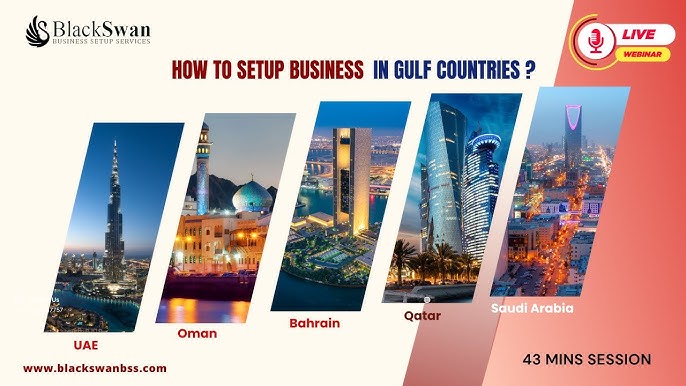 BlackSwan
BUSINESS SETUP SERVICES
LIVE
WEBINAR
HOW TO SETUP BUSINESS IN GULF COUNTRIES ?
UAE
Oman
Bahrain
Qatar
Saudi Arabia
www.blackswanbss.com
43 MINS SESSION